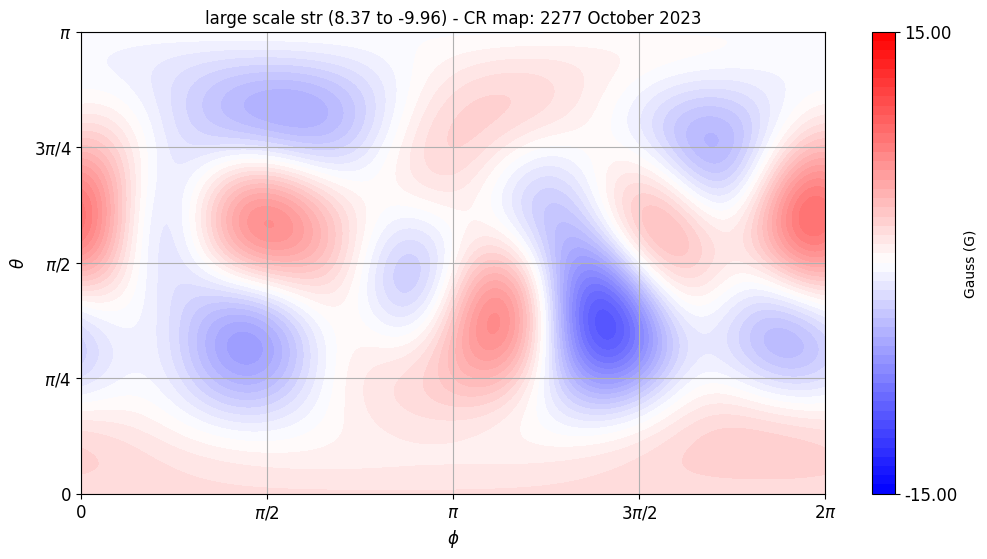 large scale str (8.37 to -9.96) - CR map: 2277 October 2023
π
3π/4
π/2
π/4
0
θ
0
π/2
π
3π/2
2π
ϕ
15.00
-15.00
Gauss (G)